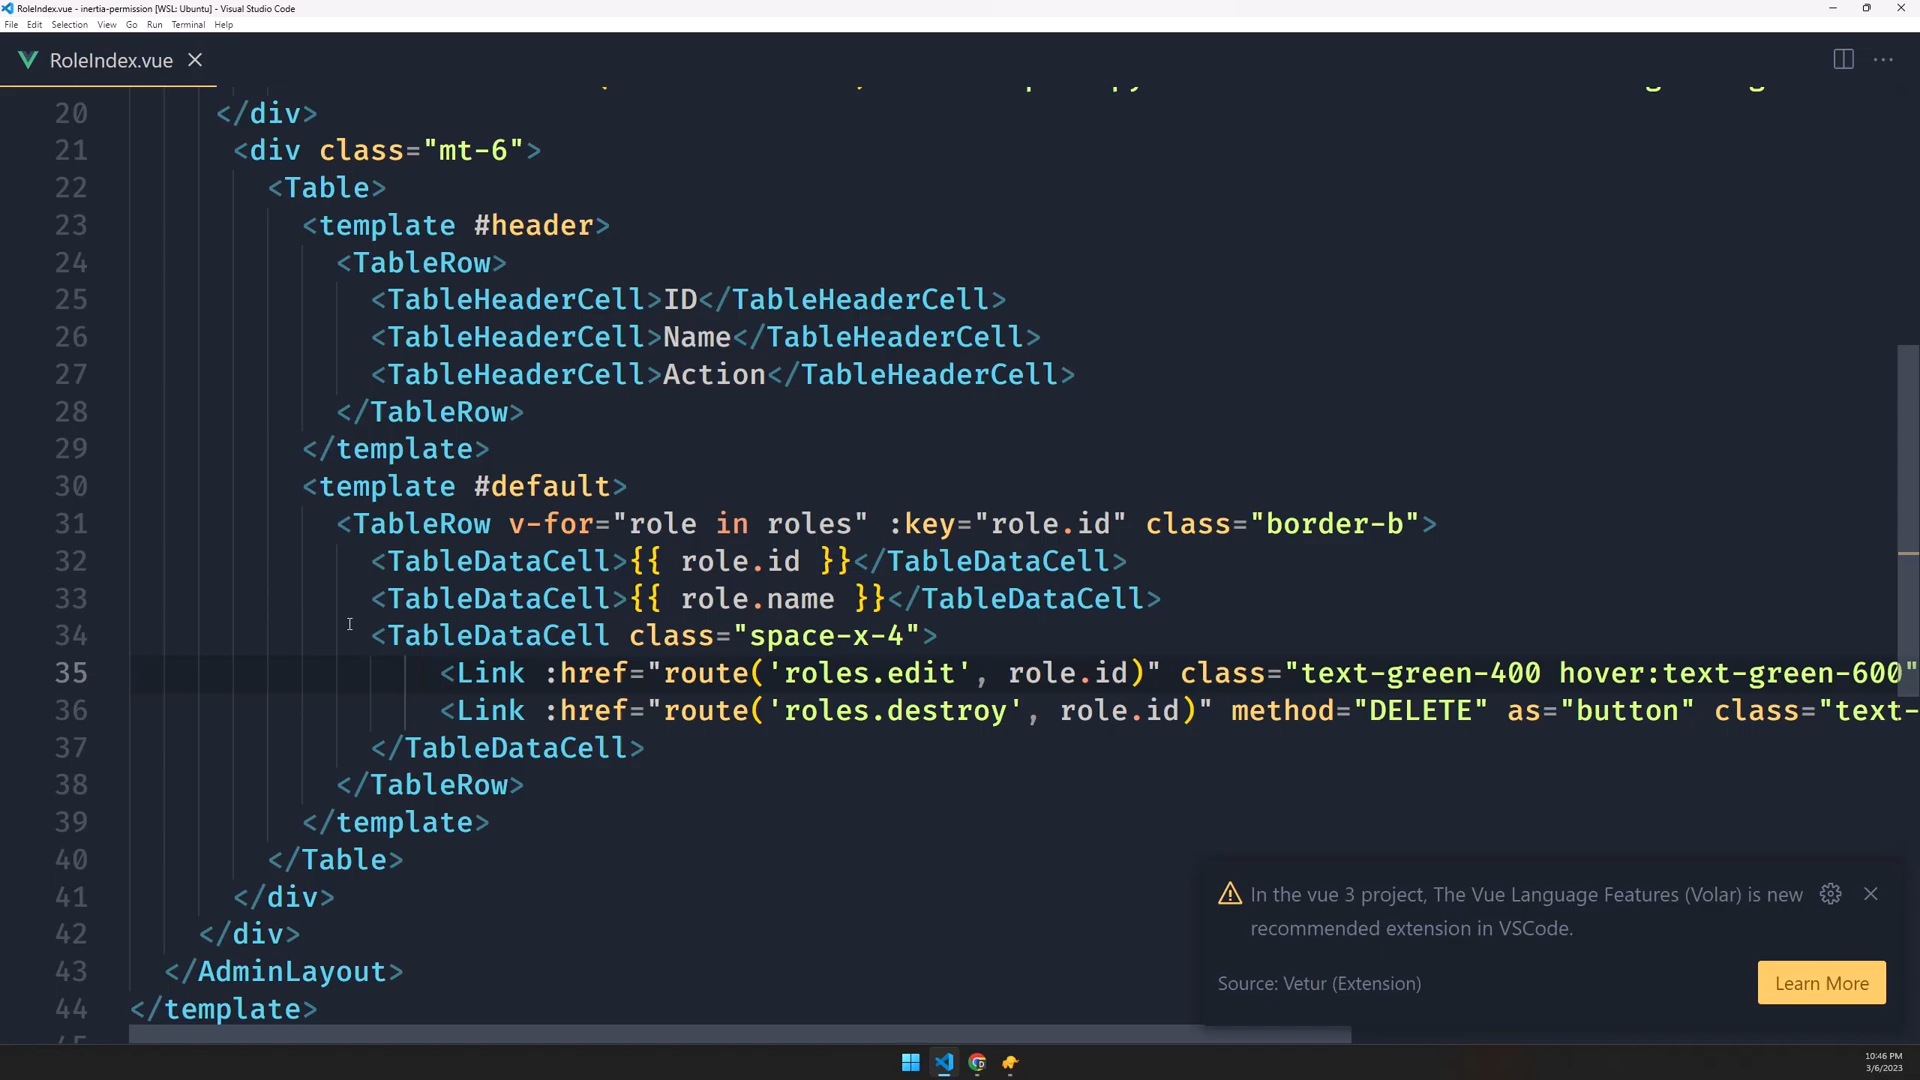 RoleIndex.vue - inertia-permission [WSL: Ubuntu] - Visual Studio Code
File Edit Selection View Go Run Terminal Help
RoleIndex.vue
20 </div>
21 <div class="mt-6">
22 <Table>
23 <template #header>
24 <TableRow>
25 <TableHeaderCell>ID</TableHeaderCell>
26 <TableHeaderCell>Name</TableHeaderCell>
27 <TableHeaderCell>Action</TableHeaderCell>
28 </TableRow>
29 </template>
30 <template #default>
31 <TableRow v-for="role in roles" :key="role.id" class="border-b">
32 <TableDataCell>{{ role.id }}</TableDataCell>
33 <TableDataCell>{{ role.name }}</TableDataCell>
34 <TableDataCell class="space-x-4">
35 <Link :href="route('roles.edit', role.id)" class="text-green-400 hover:text-green-600"
36 <Link :href="route('roles.destroy', role.id)" method="DELETE" as="button" class="text-
37 </TableDataCell>
38 </TableRow>
39 </template>
40 </Table>
41 </div>
42 </div>
43 </AdminLayout>
44 </template>
In the vue 3 project, The Vue Language Features (Volar) is new
recommended extension in VSCode.
Source: Vetur (Extension)
Learn More
10:46 PM
3/6/2023